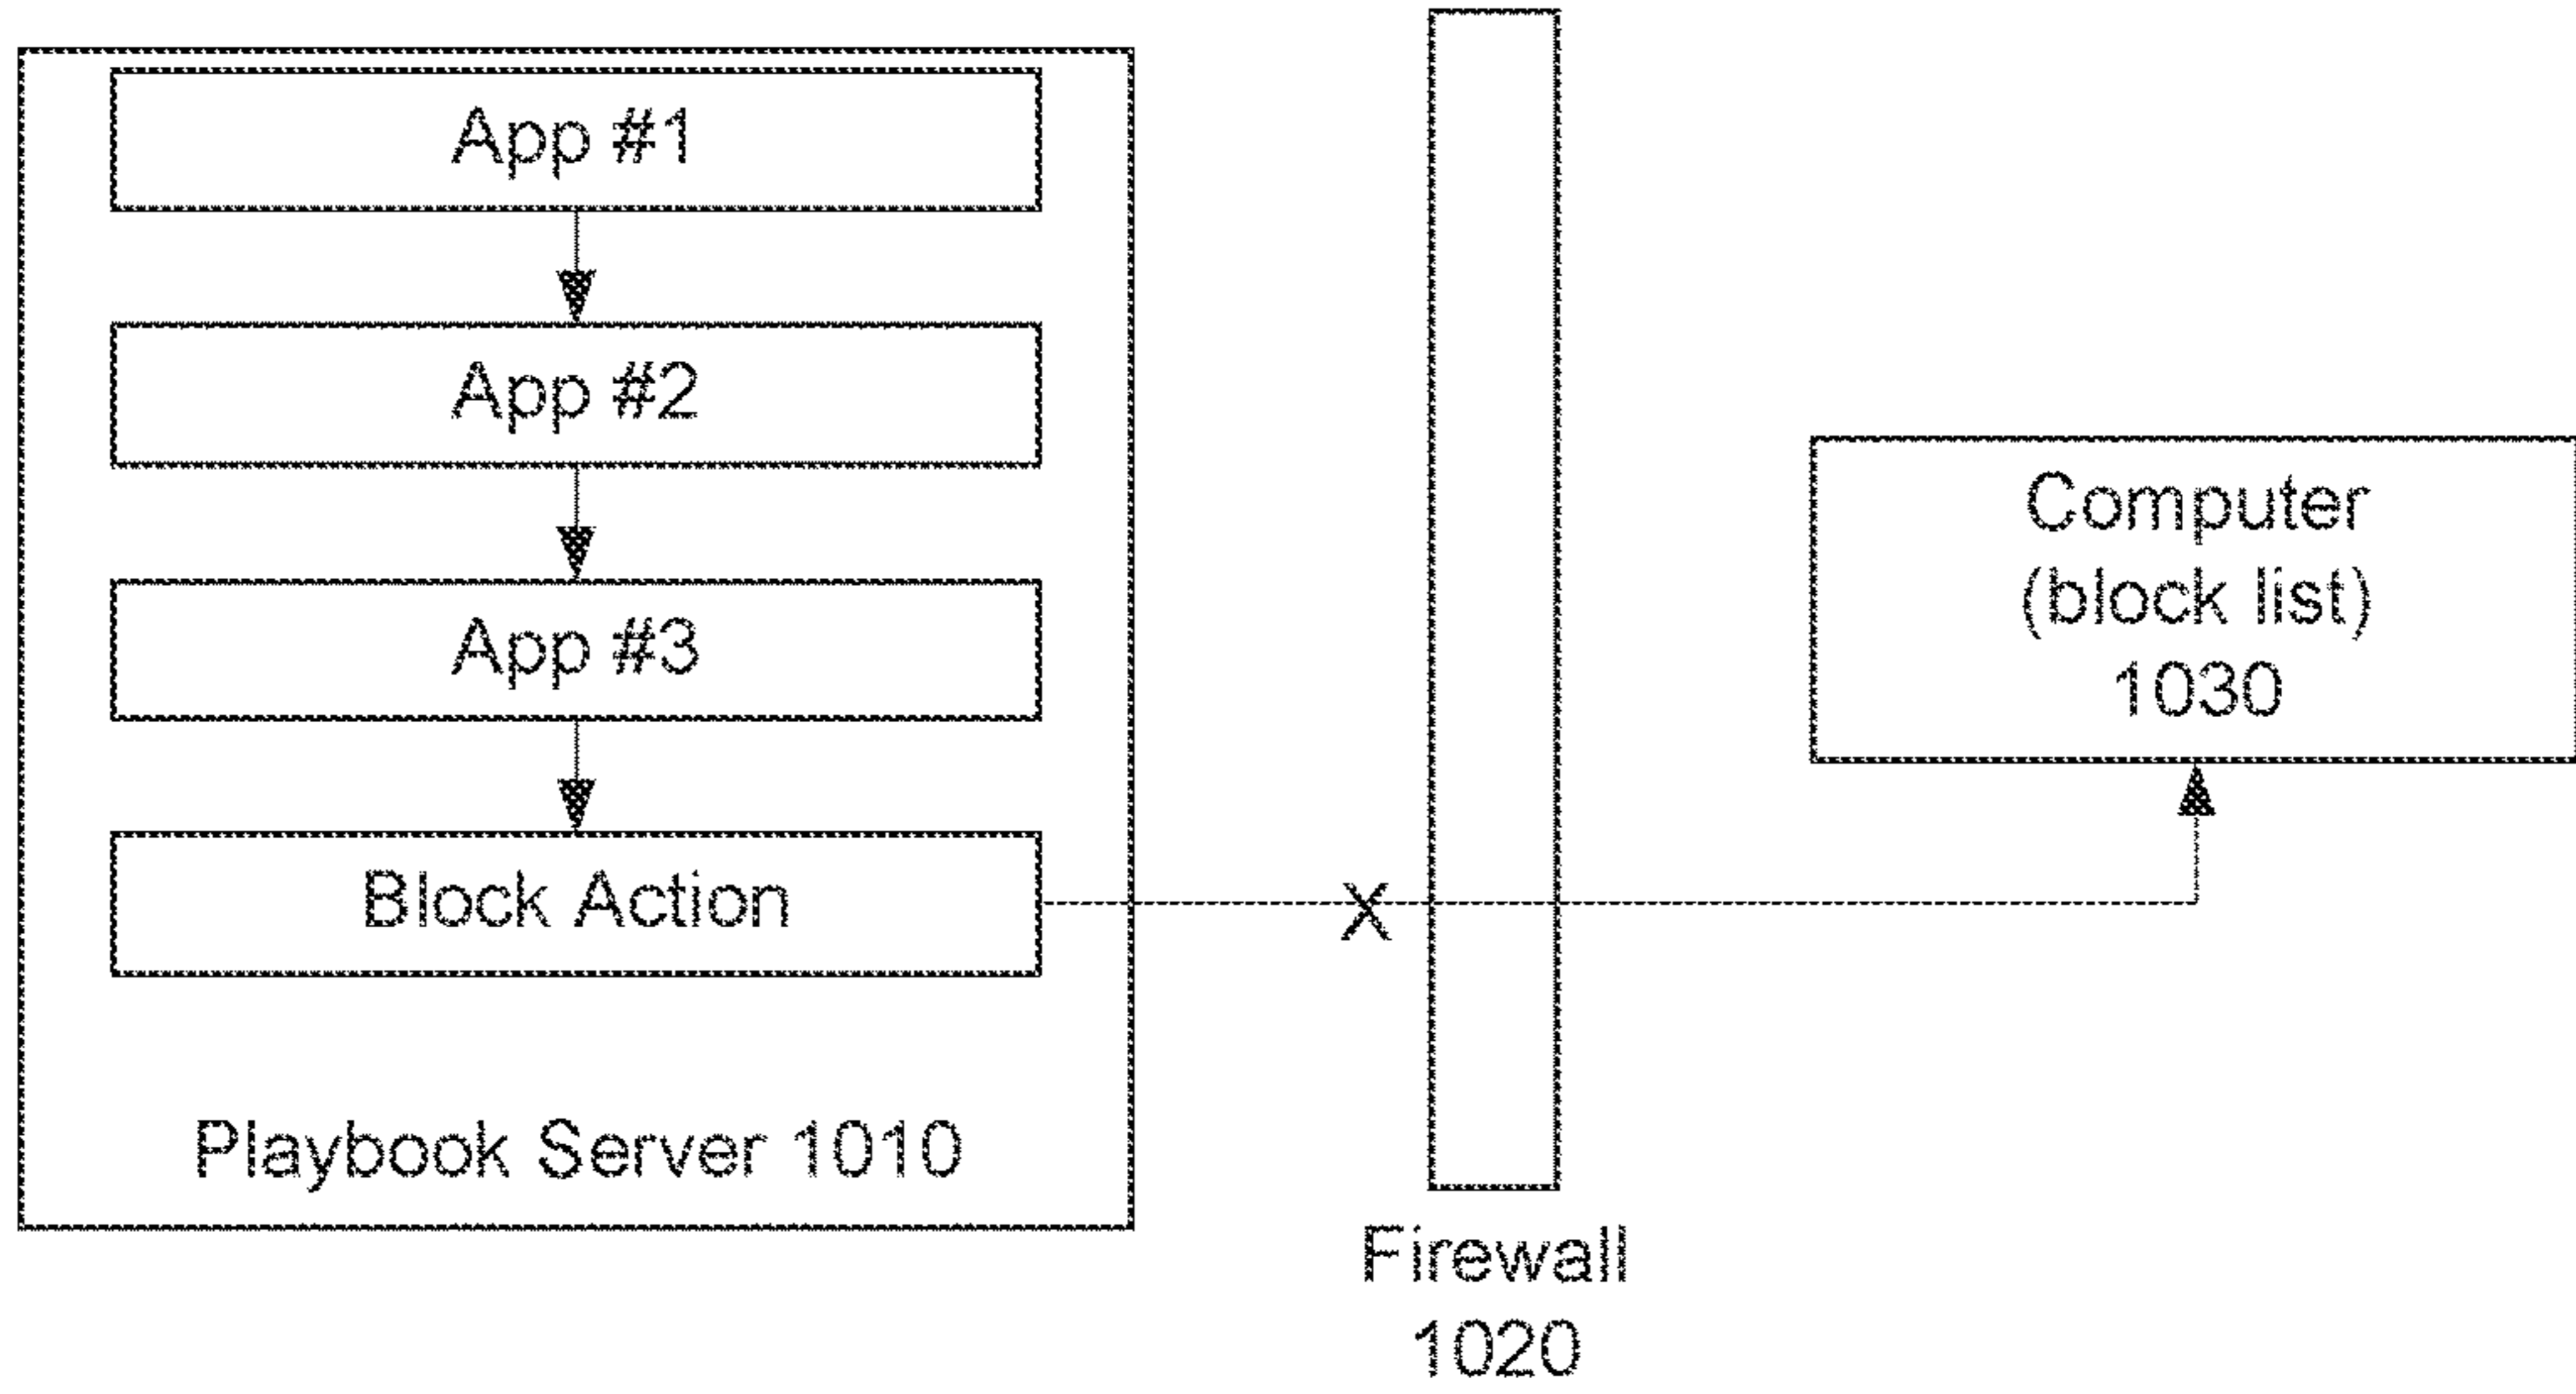 App #1
App #2
App #3
Block Action
Playbook Server 1010
X
Firewall
1020
Computer
(block list)
1030